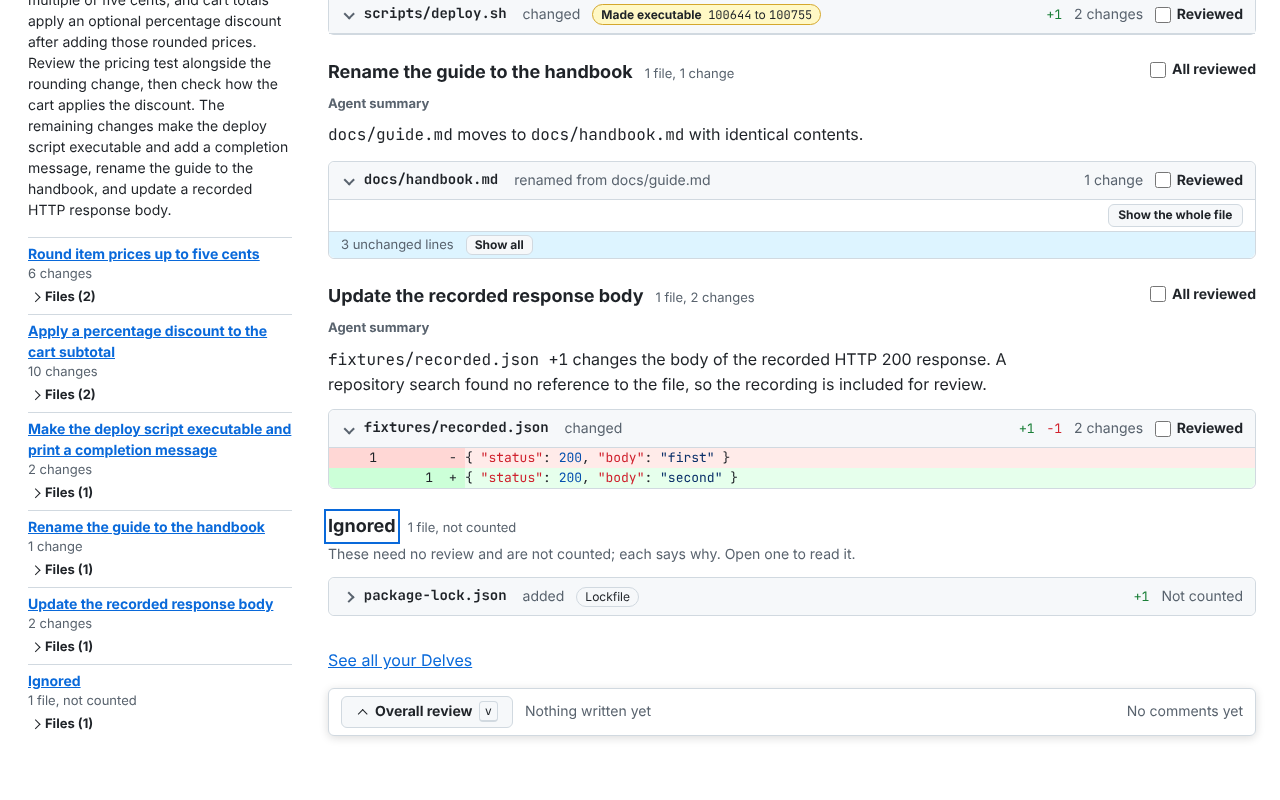 multiple of five cents, and cart totals
apply an optional percentage discount
after adding those rounded prices.
Review the pricing test alongside the
rounding change, then check how the
cart applies the discount. The
remaining changes make the deploy
script executable and add a completion
message, rename the guide to the
handbook, and update a recorded
HTTP response body.
Round item prices up to five cents
6 changes
Files (2)
Apply a percentage discount to the
cart subtotal
10 changes
Files (2)
Make the deploy script executable and
print a completion message
2 changes
Files (1)
Rename the guide to the handbook
1 change
Files (1)
Update the recorded response body
2 changes
Files (1)
Ignored
1 file, not counted
Files (1)
scripts/deploy.sh changed Made executable 100644 to 100755 +1 2 changes Reviewed
Rename the guide to the handbook 1 file, 1 change All reviewed
Agent summary
docs/guide.md moves to docs/handbook.md with identical contents.
docs/handbook.md renamed from docs/guide.md 1 change Reviewed
Show the whole file
3 unchanged lines Show all
Update the recorded response body 1 file, 2 changes All reviewed
Agent summary
fixtures/recorded.json +1 changes the body of the recorded HTTP 200 response. A
repository search found no reference to the file, so the recording is included for review.
fixtures/recorded.json changed +1 -1 2 changes Reviewed
1 - { "status": 200, "body": "first" }
1 + { "status": 200, "body": "second" }
Ignored 1 file, not counted
These need no review and are not counted; each says why. Open one to read it.
package-lock.json added Lockfile +1 Not counted
See all your Delves
Overall review v Nothing written yet No comments yet